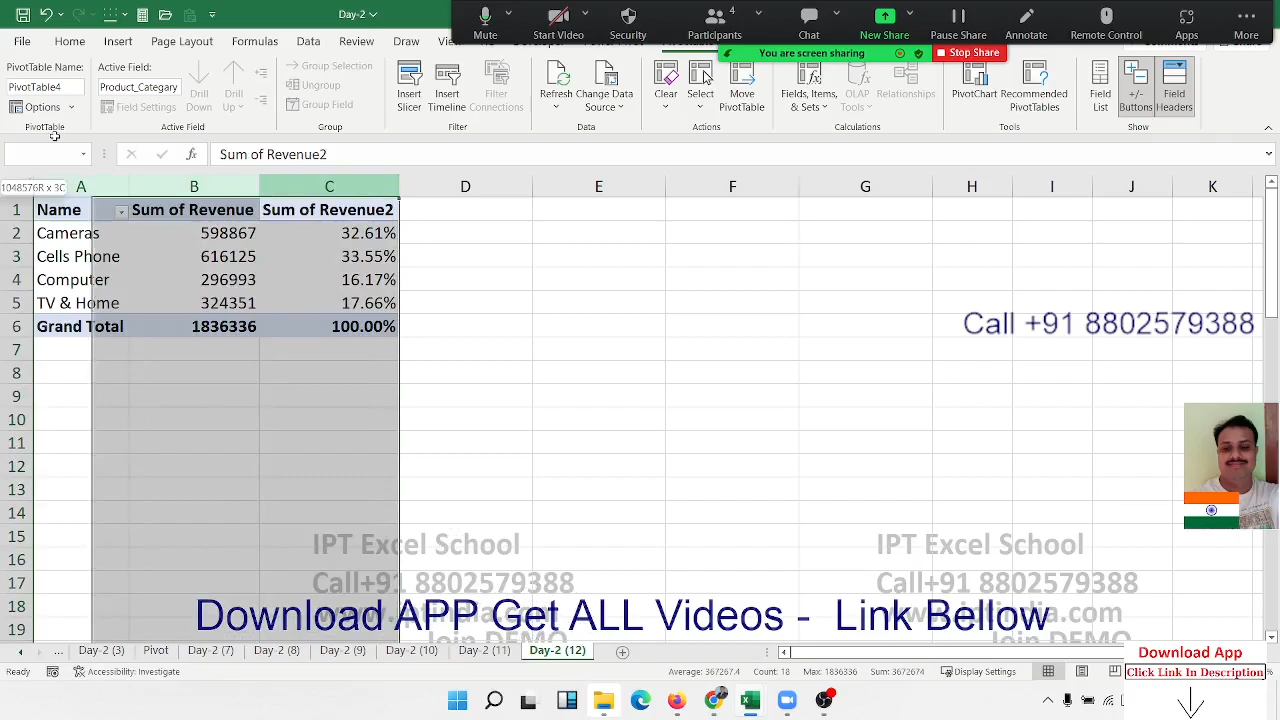 Day-2
Mute
Start Video
Security
4
Participants
Chat
New Share
Pause Share
Annotate
Remote Control
Apps
More
You are screen sharing
Stop Share
File
Home
Insert
Page Layout
Formulas
Data
Review
View
PivotTable Name:
PivotTable4
Options
PivotTable
Active Field:
Product_Category
Field Settings
Drill Down
Drill Up
Active Field
Group Selection
Ungroup
Group Field
Group
Insert Slicer
Insert Timeline
Filter Connections
Filter
Refresh
Change Data Source
Data
Clear
Select
Move PivotTable
Actions
Fields, Items, & Sets
OLAP Tools
Relationships
Calculations
PivotChart
Recommended PivotTables
Tools
Field List
+/- Buttons
Field Headers
Show
fx
Sum of Revenue2
1048576R x 3C
A B C D E F G H I J K
1 Name Sum of Revenue Sum of Revenue2
2 Cameras 598867 32.61%
3 Cells Phone 616125 33.55%
4 Computer 296993 16.17%
5 TV & Home 324351 17.66%
6 Grand Total 1836336 100.00%
7
8
9
10
11
12
13
14
15
16
17
18
19
Call +91 8802579388
IPT Excel School
Call+91 8802579388
Join DEMO
IPT Excel School
Call+91 8802579388
Join DEMO
Download APP Get ALL Videos - Link Bellow
Day-2 (3)
Pivot
Day-2 (7)
Day-2 (8)
Day-2 (9)
Day-2 (10)
Day-2 (11)
Day-2 (12)
Download App
Ready
Average: 367267.4
Count: 18
Max: 1836336
Sum: 3672674
Display Settings
Click Link In Description